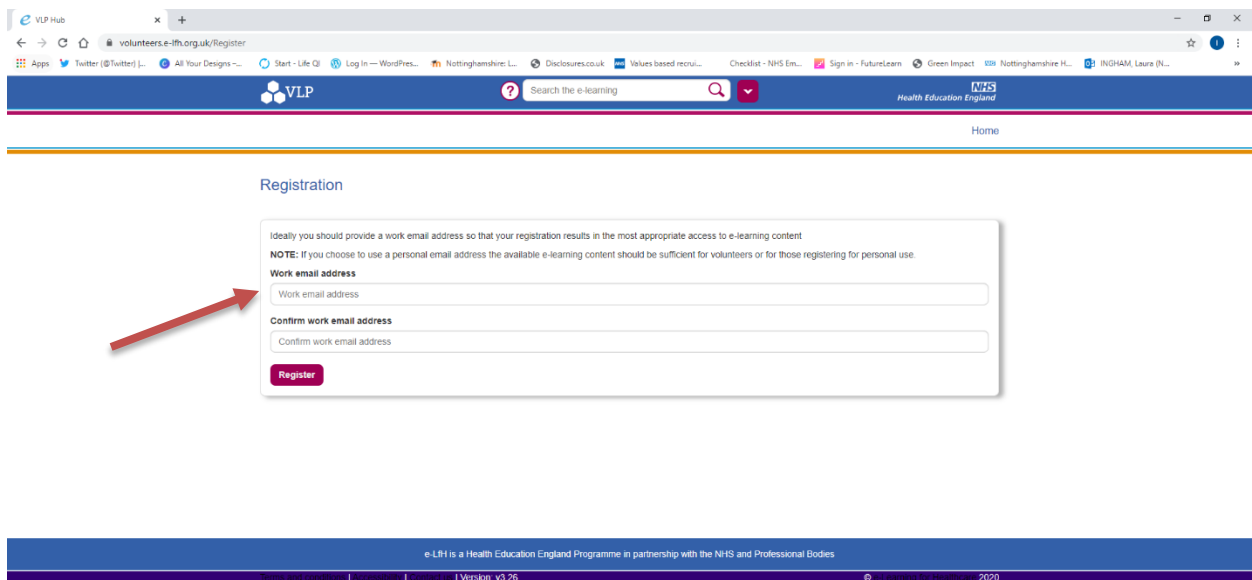 VLP Hub
volunteers.e-lfh.org.uk/Register
Apps Twitter (@Twitter) |... All Your Designs –... Start - Life QI Log In — WordPres... Nottinghamshire: L... Disclosures.co.uk Values based recrui... Checklist - NHS Em... Sign in - FutureLearn Green Impact Nottinghamshire H... INGHAM, Laura (N...
VLP
?
Search the e-learning
NHS
Health Education England
Home
Registration
Ideally you should provide a work email address so that your registration results in the most appropriate access to e-learning content
NOTE: If you choose to use a personal email address the available e-learning content should be sufficient for volunteers or for those registering for personal use.
Work email address
Work email address
Confirm work email address
Confirm work email address
Register
e-LfH is a Health Education England Programme in partnership with the NHS and Professional Bodies
| Version: v3.26
© 2020